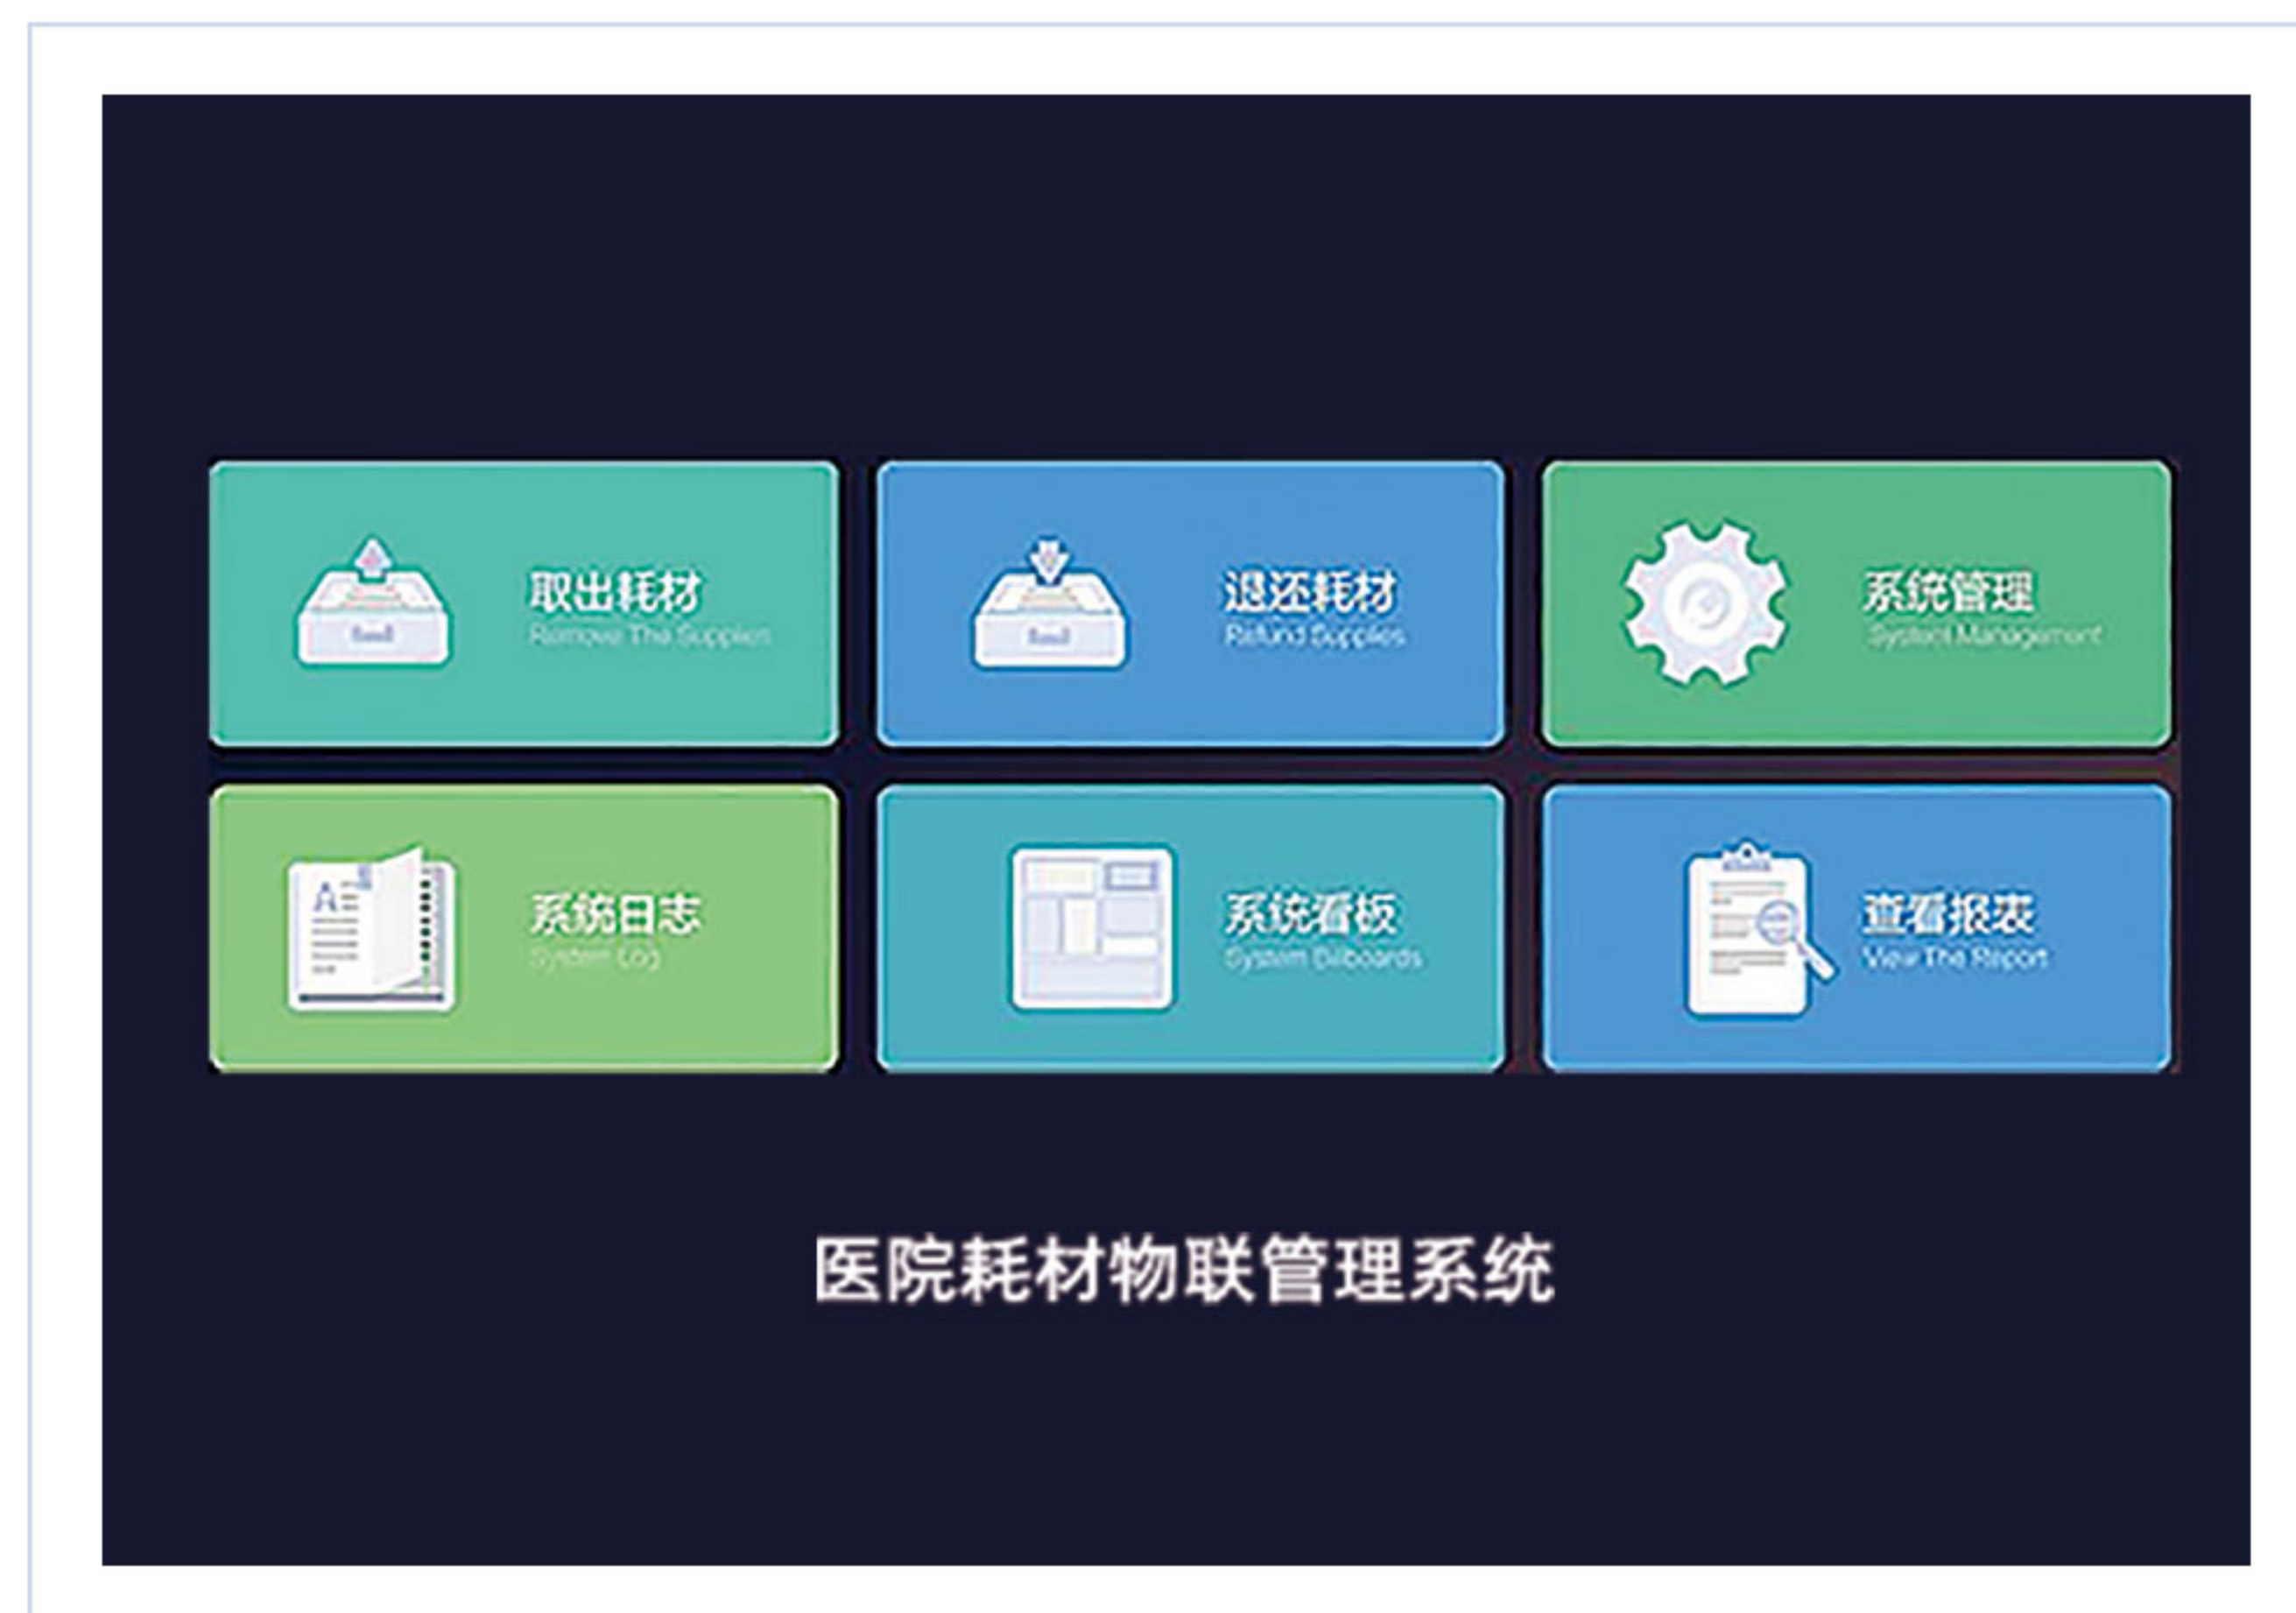 取出耗材
Remove The Supplies
退还耗材
Refund Supplies
系统管理
System Management
系统日志
System Log
系统看板
System Billboards
查看报表
View The Report
医院耗材物联管理系统